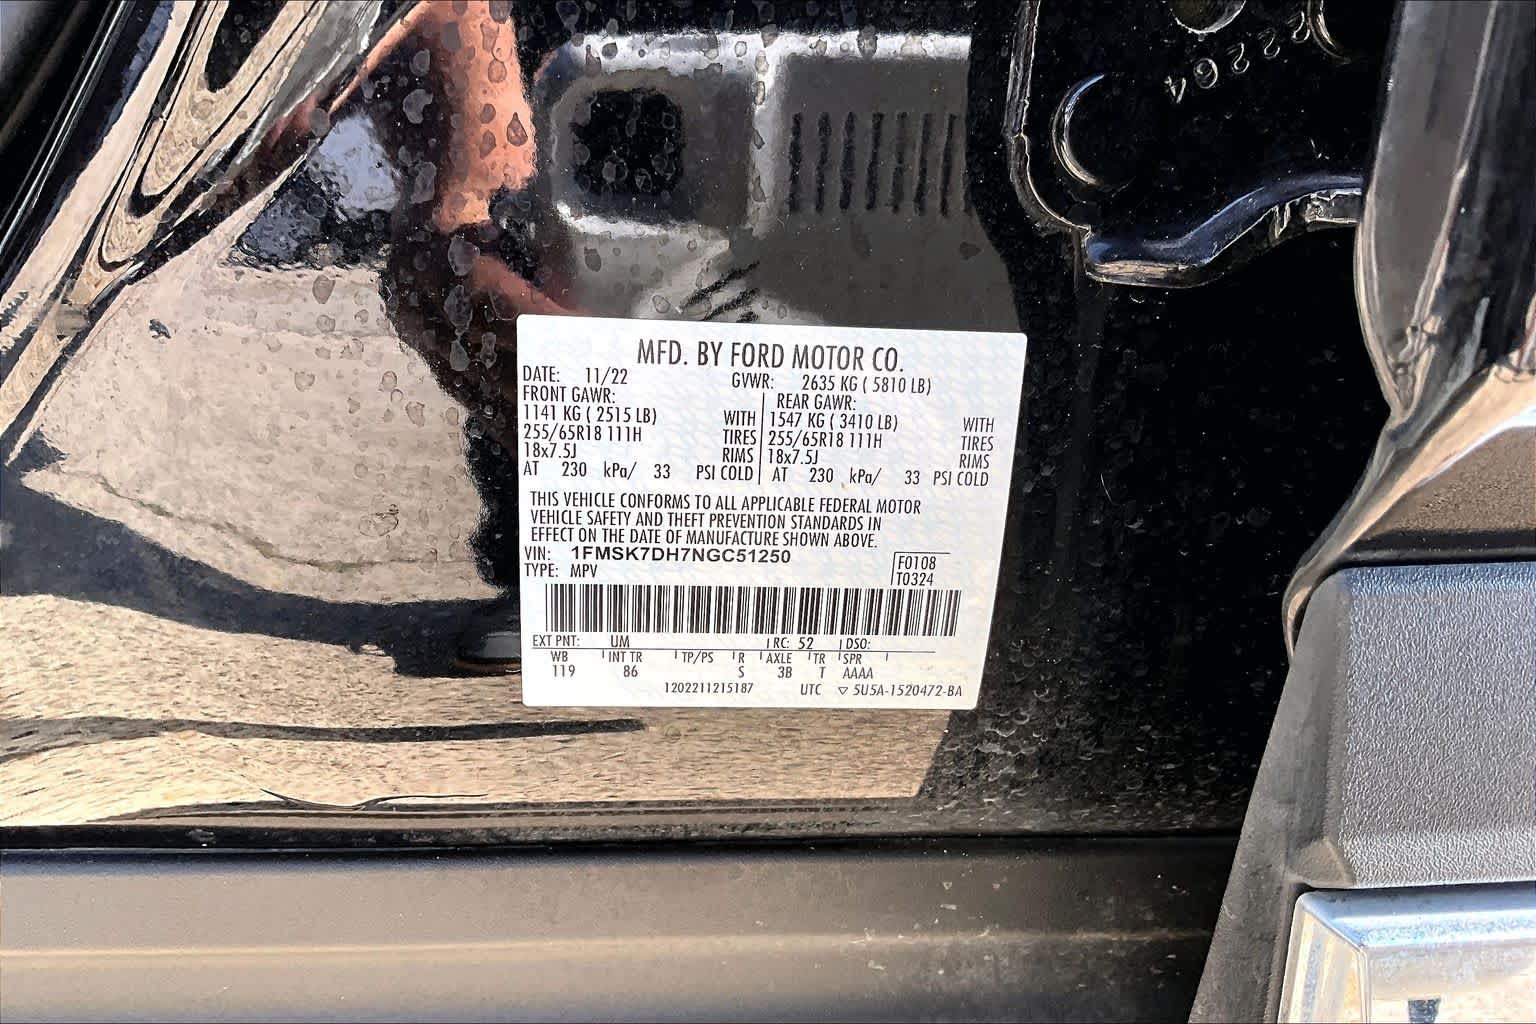 22264
MFD. BY FORD MOTOR CO.
DATE: 11/22 GVWR: 2635 KG ( 5810 LB)
FRONT GAWR: REAR GAWR:
1141 KG ( 2515 LB) WITH 1547 KG ( 3410 LB) WITH
255/65R18 111H TIRES 255/65R18 111H TIRES
18x7.5J RIMS 18x7.5J RIMS
AT 230 kPa/ 33 PSI COLD AT 230 kPa/ 33 PSI COLD
THIS VEHICLE CONFORMS TO ALL APPLICABLE FEDERAL MOTOR
VEHICLE SAFETY AND THEFT PREVENTION STANDARDS IN
EFFECT ON THE DATE OF MANUFACTURE SHOWN ABOVE.
VIN: 1FMSK7DH7NGC51250
TYPE: MPV
F0108
T0324
EXT PNT: UM RC: 52 DSO:
WB INT TR TP/PS R AXLE TR SPR
119 86 S 3B T AAAA
1202211215187 UTC ▽ 5U5A-1520472-BA